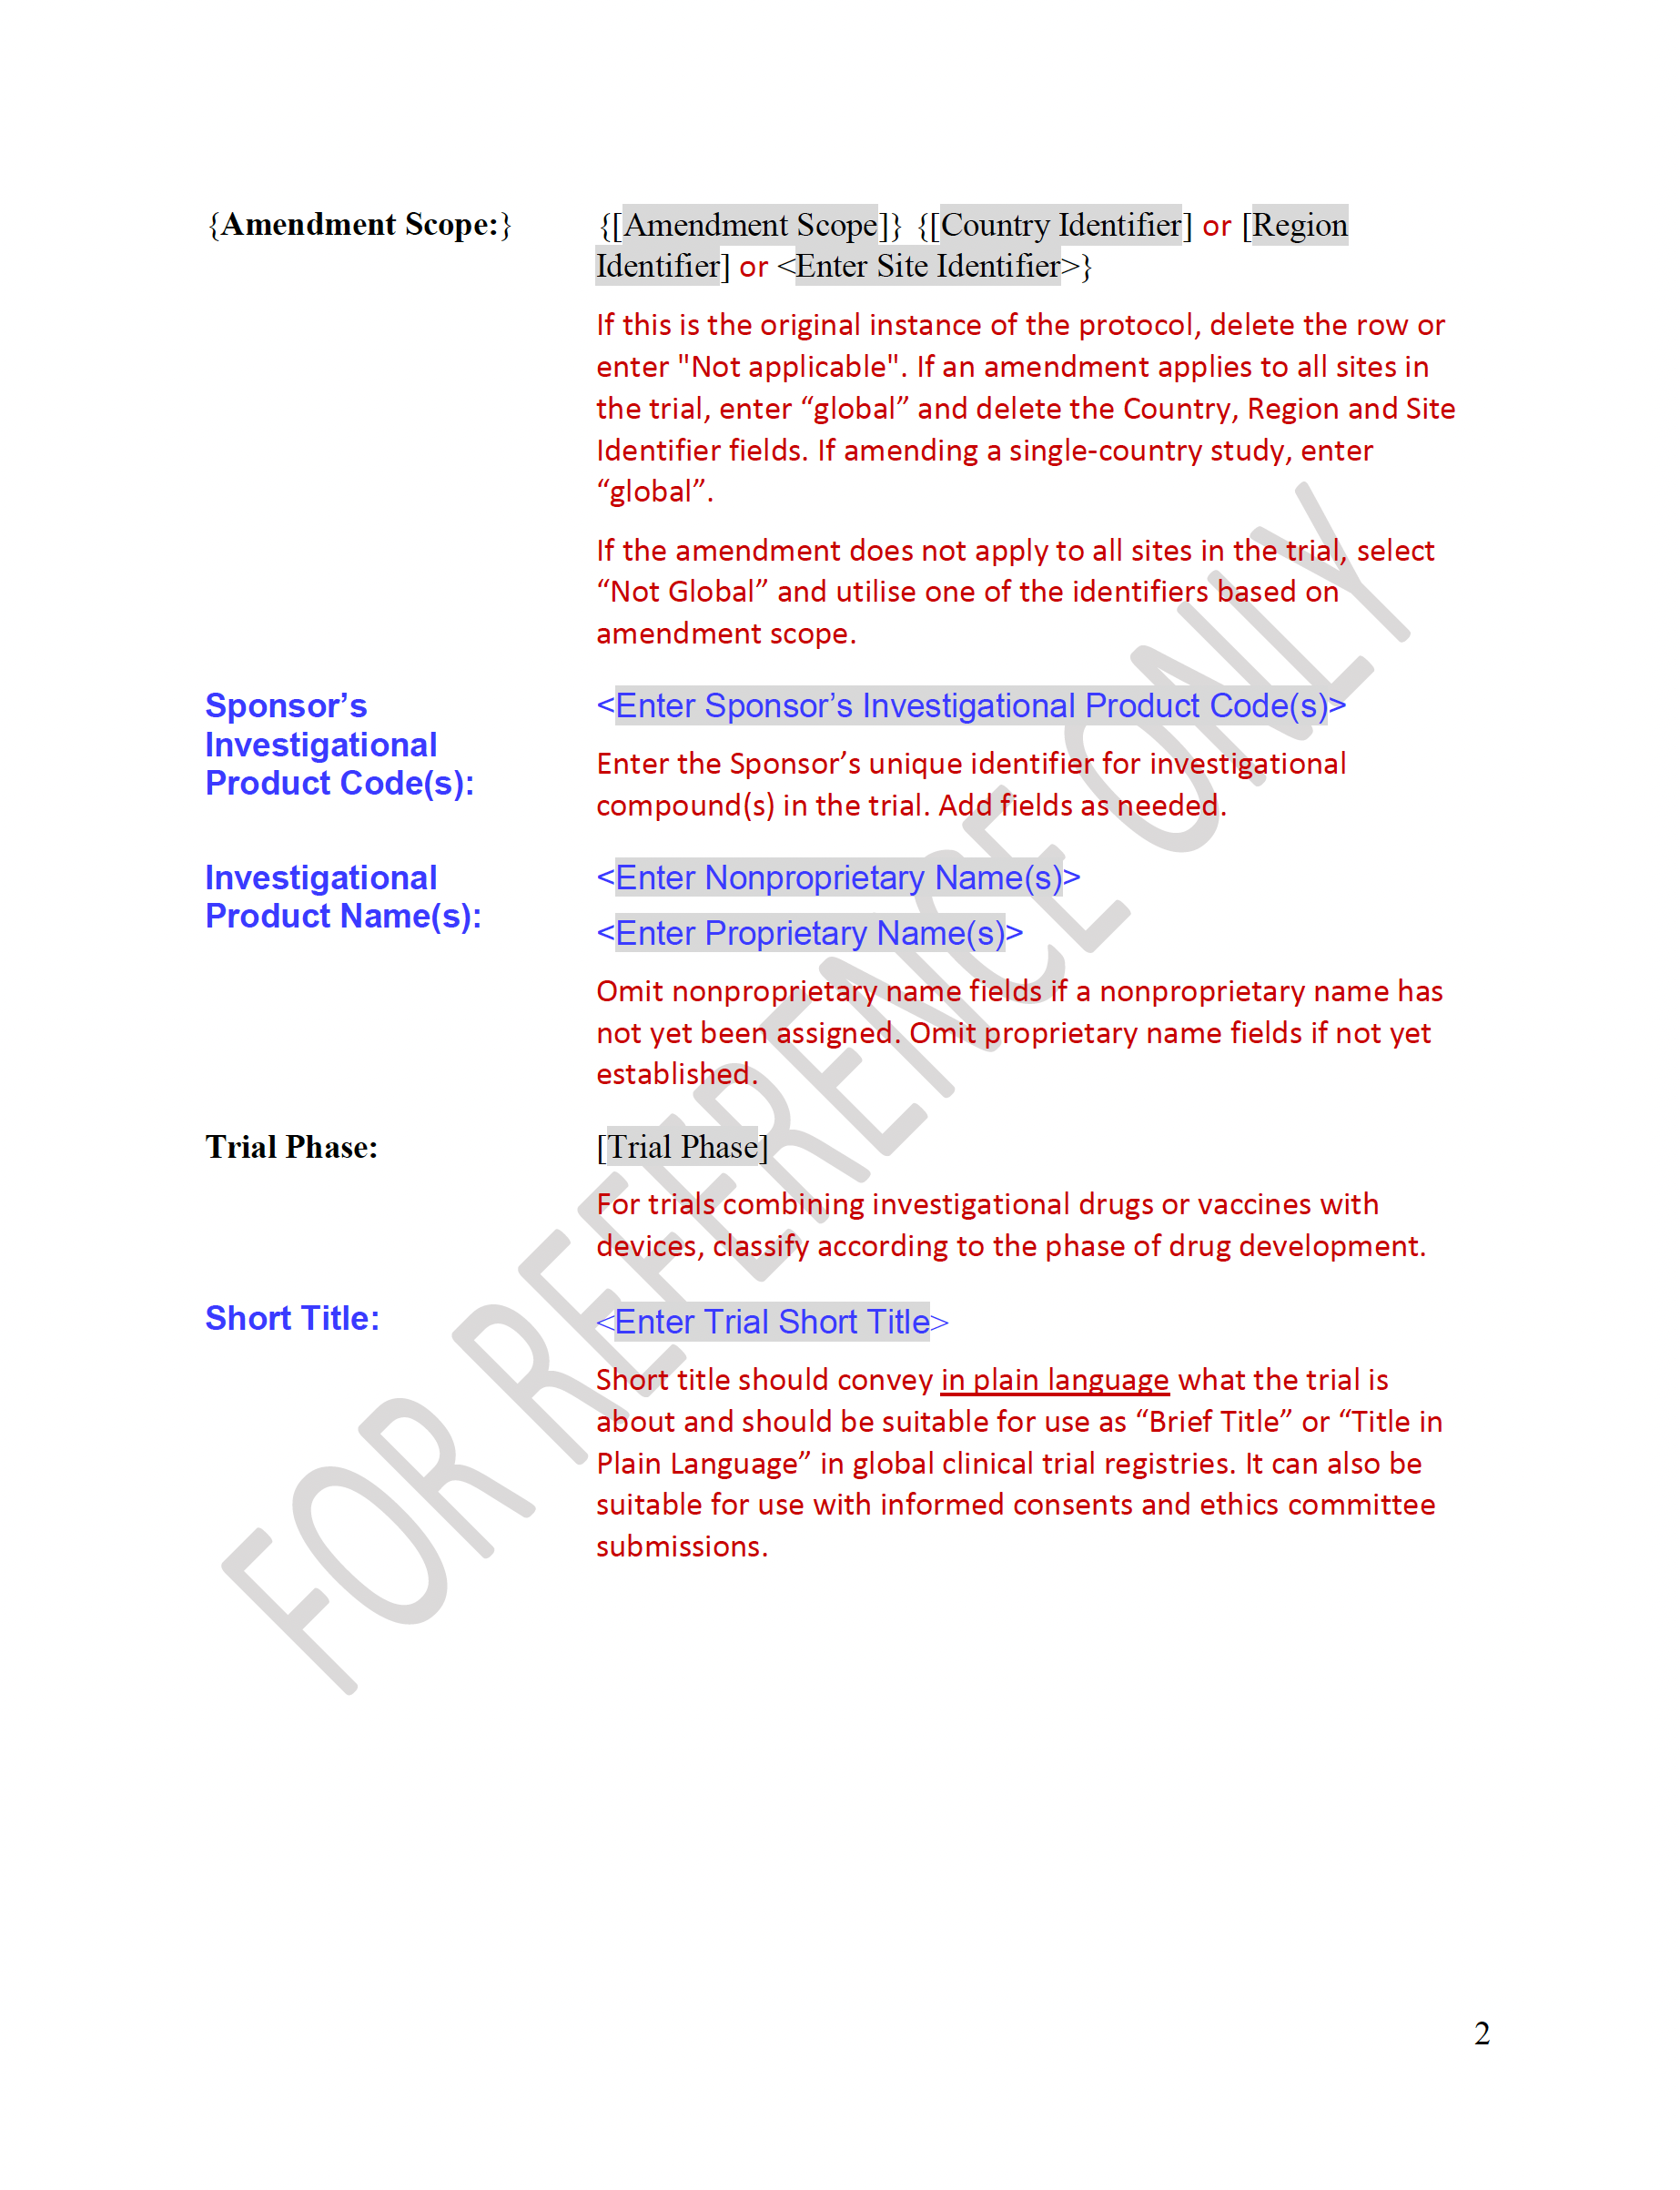 {Amendment Scope:}
{[Amendment Scope]} {[Country Identifier] or [Region
Identifier] or <Enter Site Identifier>}
If this is the original instance of the protocol, delete the row or
enter "Not applicable". If an amendment applies to all sites in
the trial, enter “global” and delete the Country, Region and Site
Identifier fields. If amending a single-country study, enter
“global”.
If the amendment does not apply to all sites in the trial, select
“Not Global” and utilise one of the identifiers based on
amendment scope.
Sponsor’s
Investigational
Product Code(s):
<Enter Sponsor’s Investigational Product Code(s)>
Enter the Sponsor’s unique identifier for investigational
compound(s) in the trial. Add fields as needed.
Investigational
Product Name(s):
<Enter Nonproprietary Name(s)>
<Enter Proprietary Name(s)>
Omit nonproprietary name fields if a nonproprietary name has
not yet been assigned. Omit proprietary name fields if not yet
established.
Trial Phase:
[Trial Phase]
For trials combining investigational drugs or vaccines with
devices, classify according to the phase of drug development.
Short Title:
<Enter Trial Short Title>
Short title should convey in plain language what the trial is
about and should be suitable for use as “Brief Title” or “Title in
Plain Language” in global clinical trial registries. It can also be
suitable for use with informed consents and ethics committee
submissions.
FOR REFERENCE ONLY
2